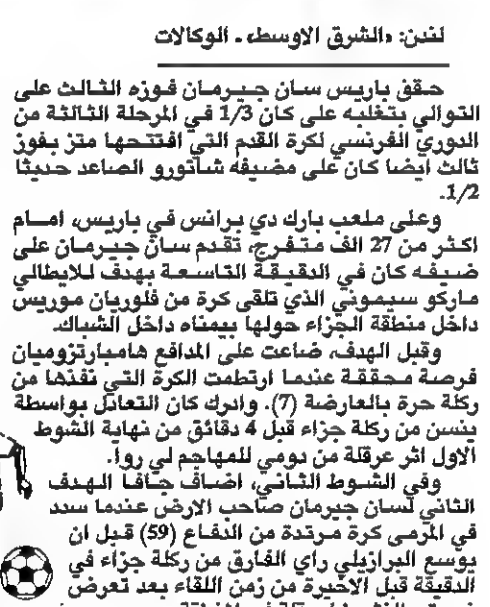 لندن: «الشرق الاوسط» ـ الوكالات
حقق باريس سان جيرمان فوزه الثالث على
التوالي بتغلبه على كان 1/3 في المرحلة الثالثة من
الدوري الفرنسي لكرة القدم التي افتتحها متز بفوز
ثالث ايضا كان على مضيفه شاتورو الصاعد حديثا
1/2.
وعلى ملعب بارك دي برانس في باريس، امام
اكثر من 27 الف متفرج، تقدم سان جيرمان على
ضيفه كان في الدقيقة التاسعة بهدف للايطالي
ماركو سيموني الذي تلقى كرة من فلوريان موريس
داخل منطقة الجزاء حولها بيمناه داخل الشباك.
وقبل الهدف، ضاعت على المدافع هامبارتزوميان
فرصة محققة عندما ارتطمت الكرة التي نفذها من
ركلة حرة بالعارضة (7). وادرك كان التعادل بواسطة
ينسن من ركلة جزاء قبل 4 دقائق من نهاية الشوط
الاول اثر عرقلة من دومي للمهاجم لي روا.
وفي الشوط الثاني، اضاف جافا الهدف
الثاني لسان جيرمان صاحب الارض عندما سدد
في المرمى كرة مرتدة من الدفاع (59) قبل ان
يوسع البرازيلي راي الفارق من ركلة جزاء في
الدقيقة قبل الاخيرة من زمن اللقاء بعد تعرض